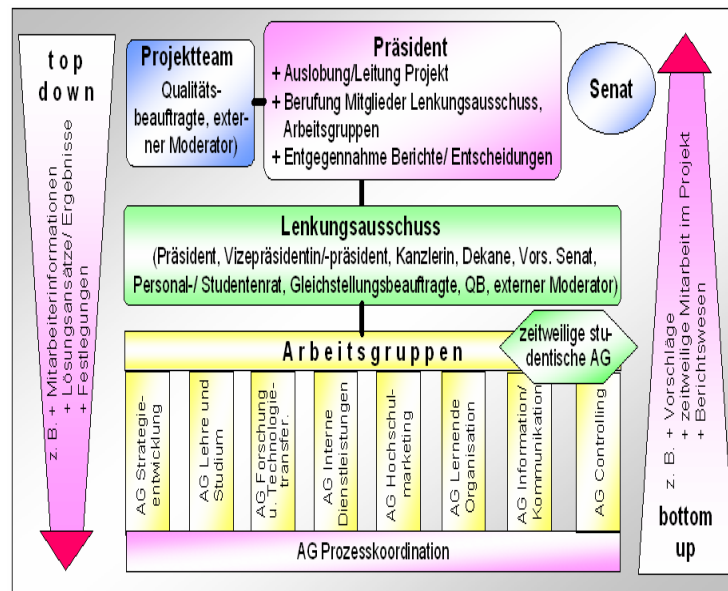 top
down
z. B. + Mitarbeiterinformationen
+ Lösungsansätze/ Ergebnisse
+ Festlegungen
Projektteam
Qualitäts-
beauftragte, exter-
ner Moderator)
Präsident
+ Auslobung/Leitung Projekt
+ Berufung Mitglieder Lenkungsausschuss,
Arbeitsgruppen
+ Entgegennahme Berichte/ Entscheidungen
Senat
Lenkungsausschuss
(Präsident, Vizepräsidentin/-präsident, Kanzlerin, Dekane, Vors. Senat,
Personal-/ Studentenrat, Gleichstellungsbeauftragte, QB, externer Moderator)
Arbeitsgruppen
zeitweilige stu-
dentische AG
AG Strategie-
entwicklung
AG Lehre und
Studium
AG Forschung
u. Technologie-
transfer.
AG Interne
Dienstleistungen
AG Hochschul-
marketing
AG Lernende
Organisation
AG Information/
Kommunikation
AG Controlling
AG Prozesskoordination
z. B. + Vorschläge
+ zeitweilige Mitarbeit im Projekt
+ Berichtswesen
bottom
up